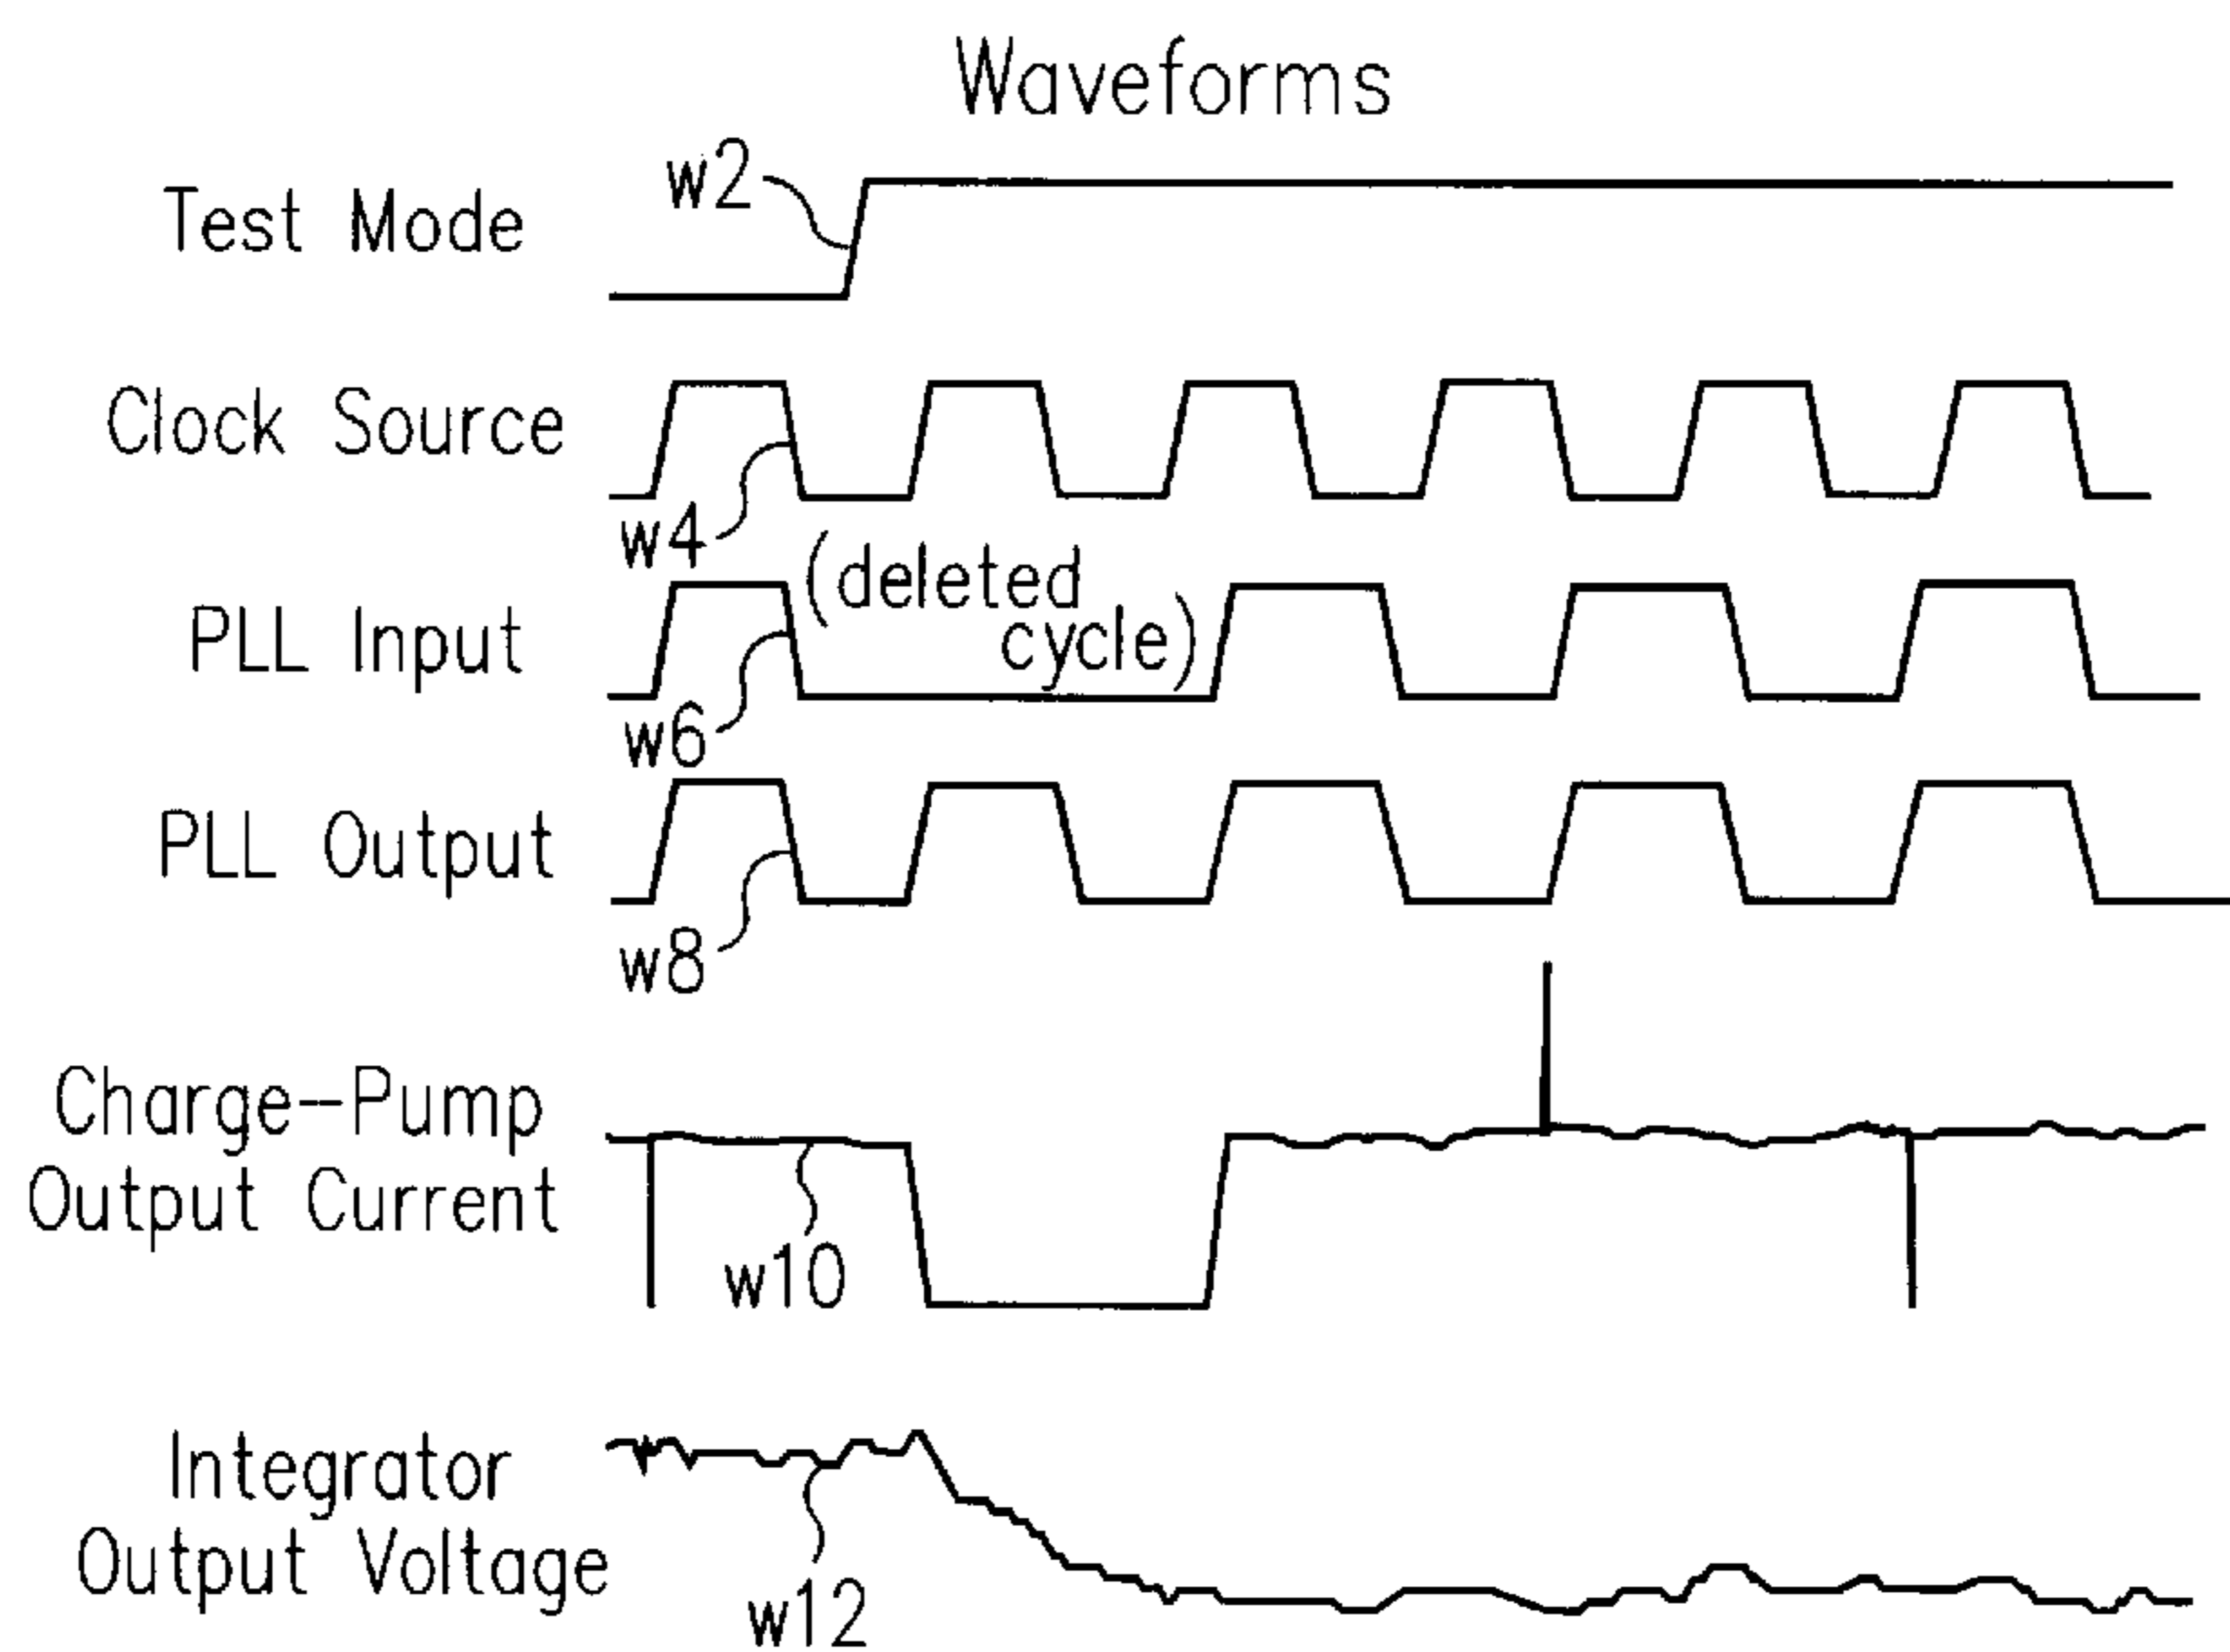 Waveforms
w2
Test Mode
Clock Source
w4
(deleted
cycle)
PLL Input
w6
PLL Output
w8
Charge-Pump
Output Current
w10
Integrator
Output Voltage
w12